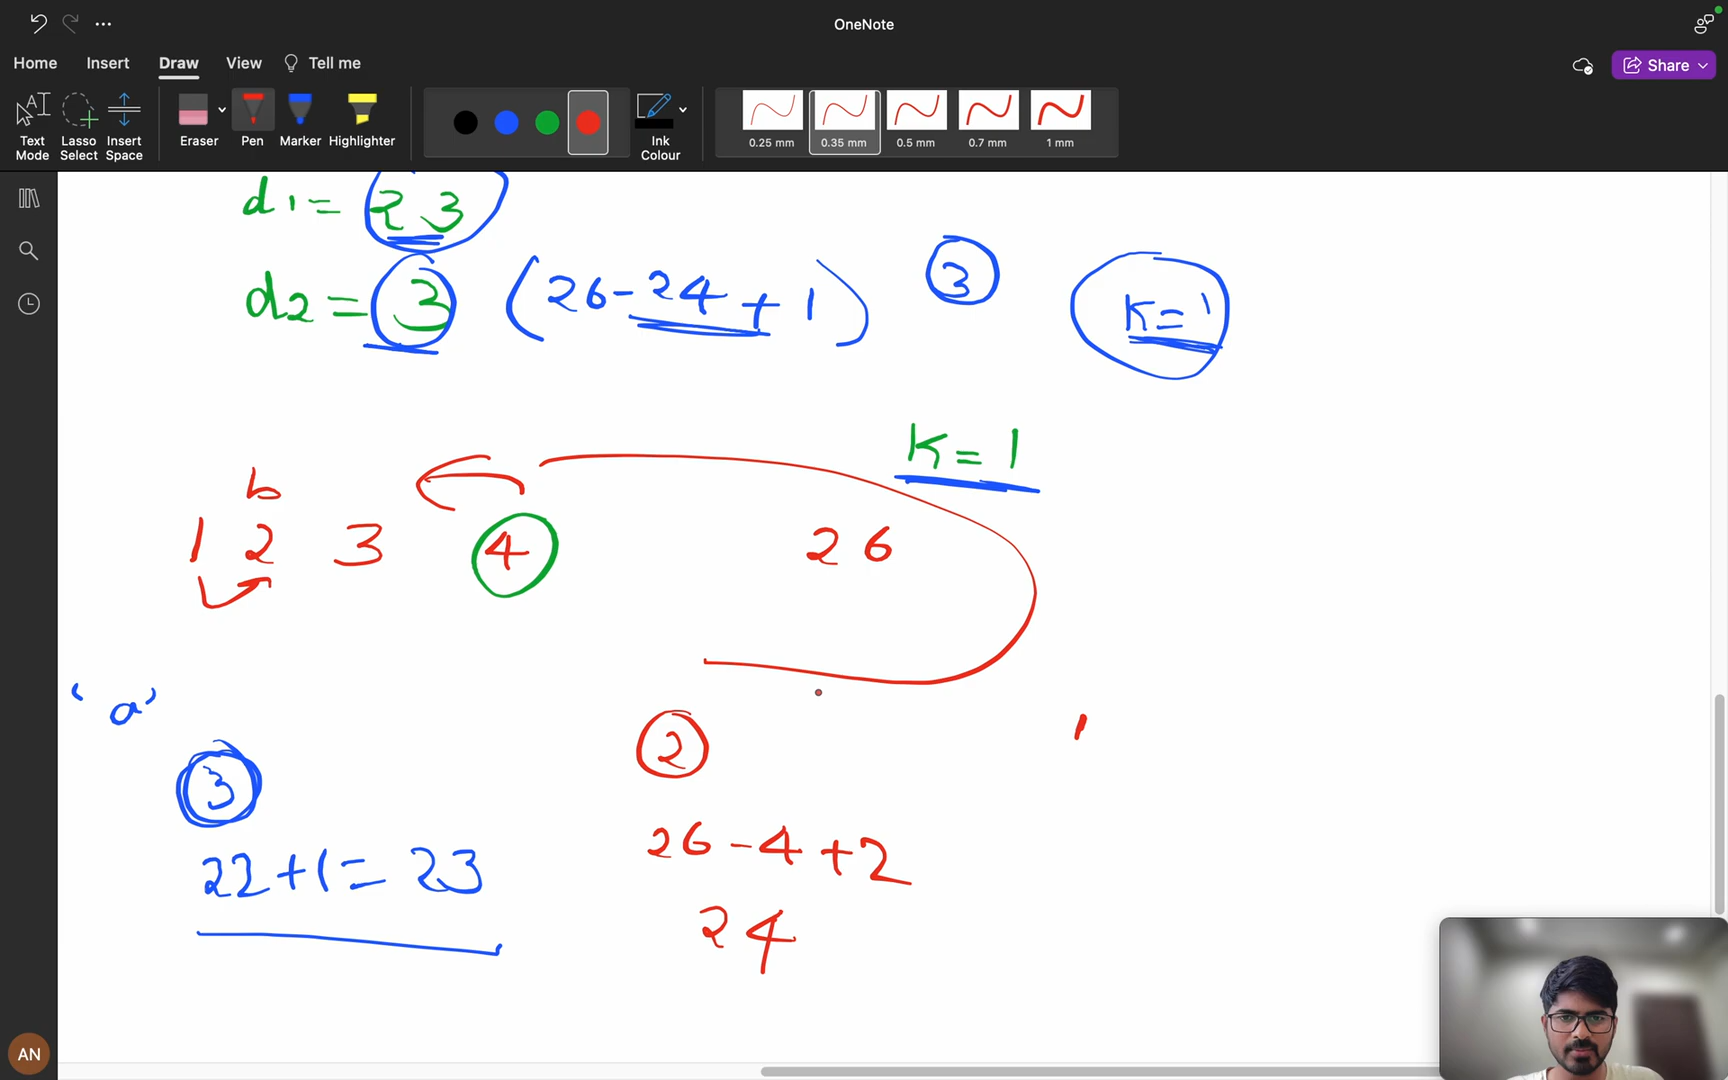 OneNote
Home Insert Draw View Tell me
Share
Text Mode
Lasso Select
Insert Space
Eraser
Pen
Marker
Highlighter
Ink Colour
0.25 mm
0.35 mm
0.5 mm
0.7 mm
1 mm
d1 = 23
d2 = 3 (26-24+1) 3 K=1
K=1
b
1 2 3 4 26
'a'
3 2
22+1=23 26-4+2
24
AN